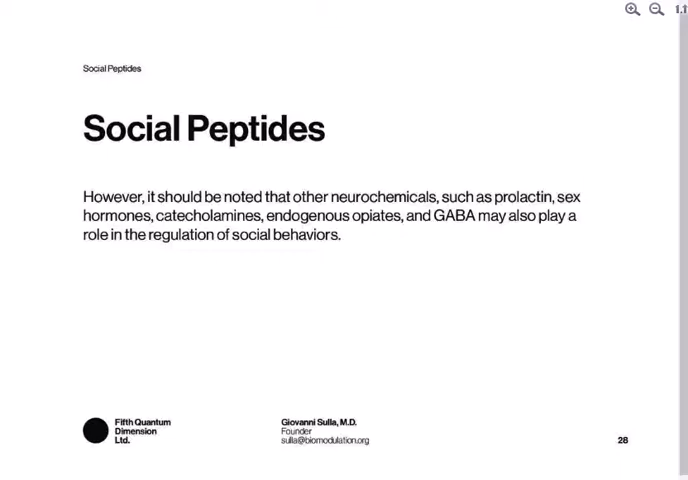 1.1
Social Peptides
Social Peptides
However, it should be noted that other neurochemicals, such as prolactin, sex
hormones, catecholamines, endogenous opiates, and GABA may also play a
role in the regulation of social behaviors.
Fifth Quantum
Dimension
Ltd.
Giovanni Sulla, M.D.
Founder
sulla@biomodulation.org
28